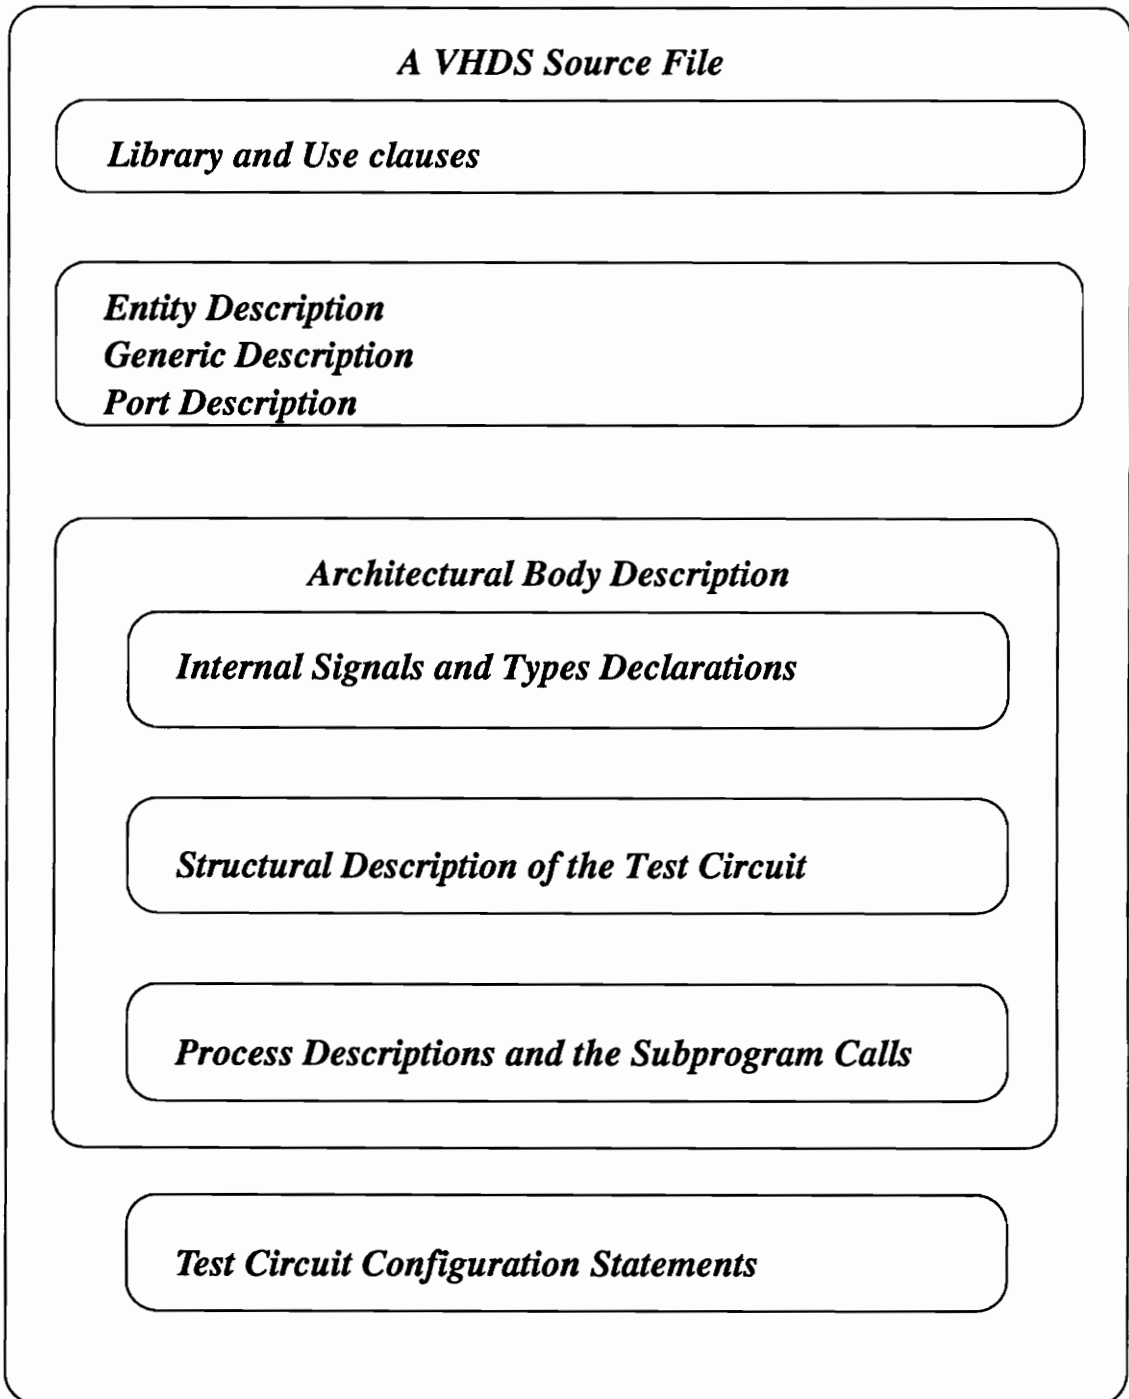 A VHDS Source File
Library and Use clauses
Entity Description
Generic Description
Port Description
Architectural Body Description
Internal Signals and Types Declarations
Structural Description of the Test Circuit
Process Descriptions and the Subprogram Calls
Test Circuit Configuration Statements